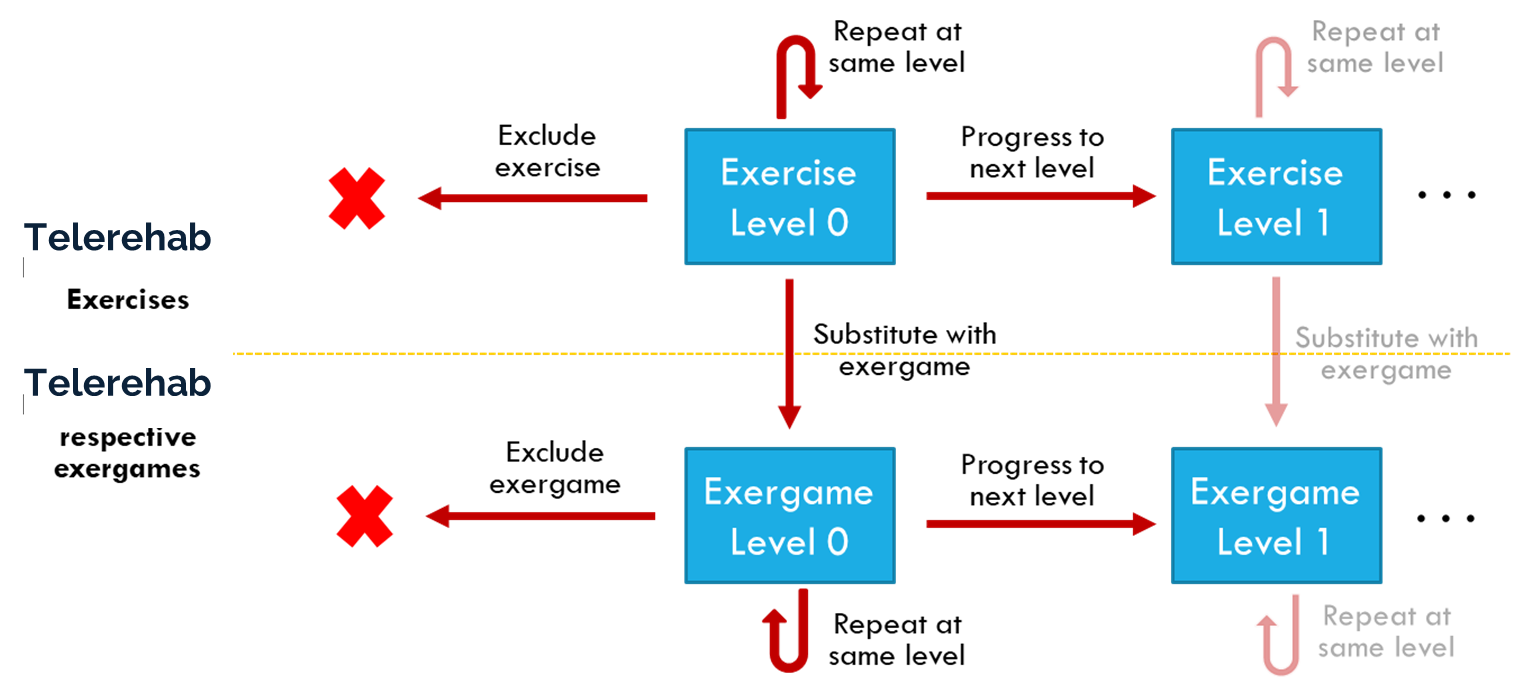 Repeat at
same level
Repeat at
same level
Exclude
exercise
Progress to
next level
Exercise
Level 0
Exercise
Level 1
. . .
Telerehab
Exercises
Substitute with
exergame
Substitute with
exergame
Telerehab
respective
exergames
Exclude
exergame
Progress to
next level
Exergame
Level 0
Exergame
Level 1
. . .
Repeat at
same level
Repeat at
same level